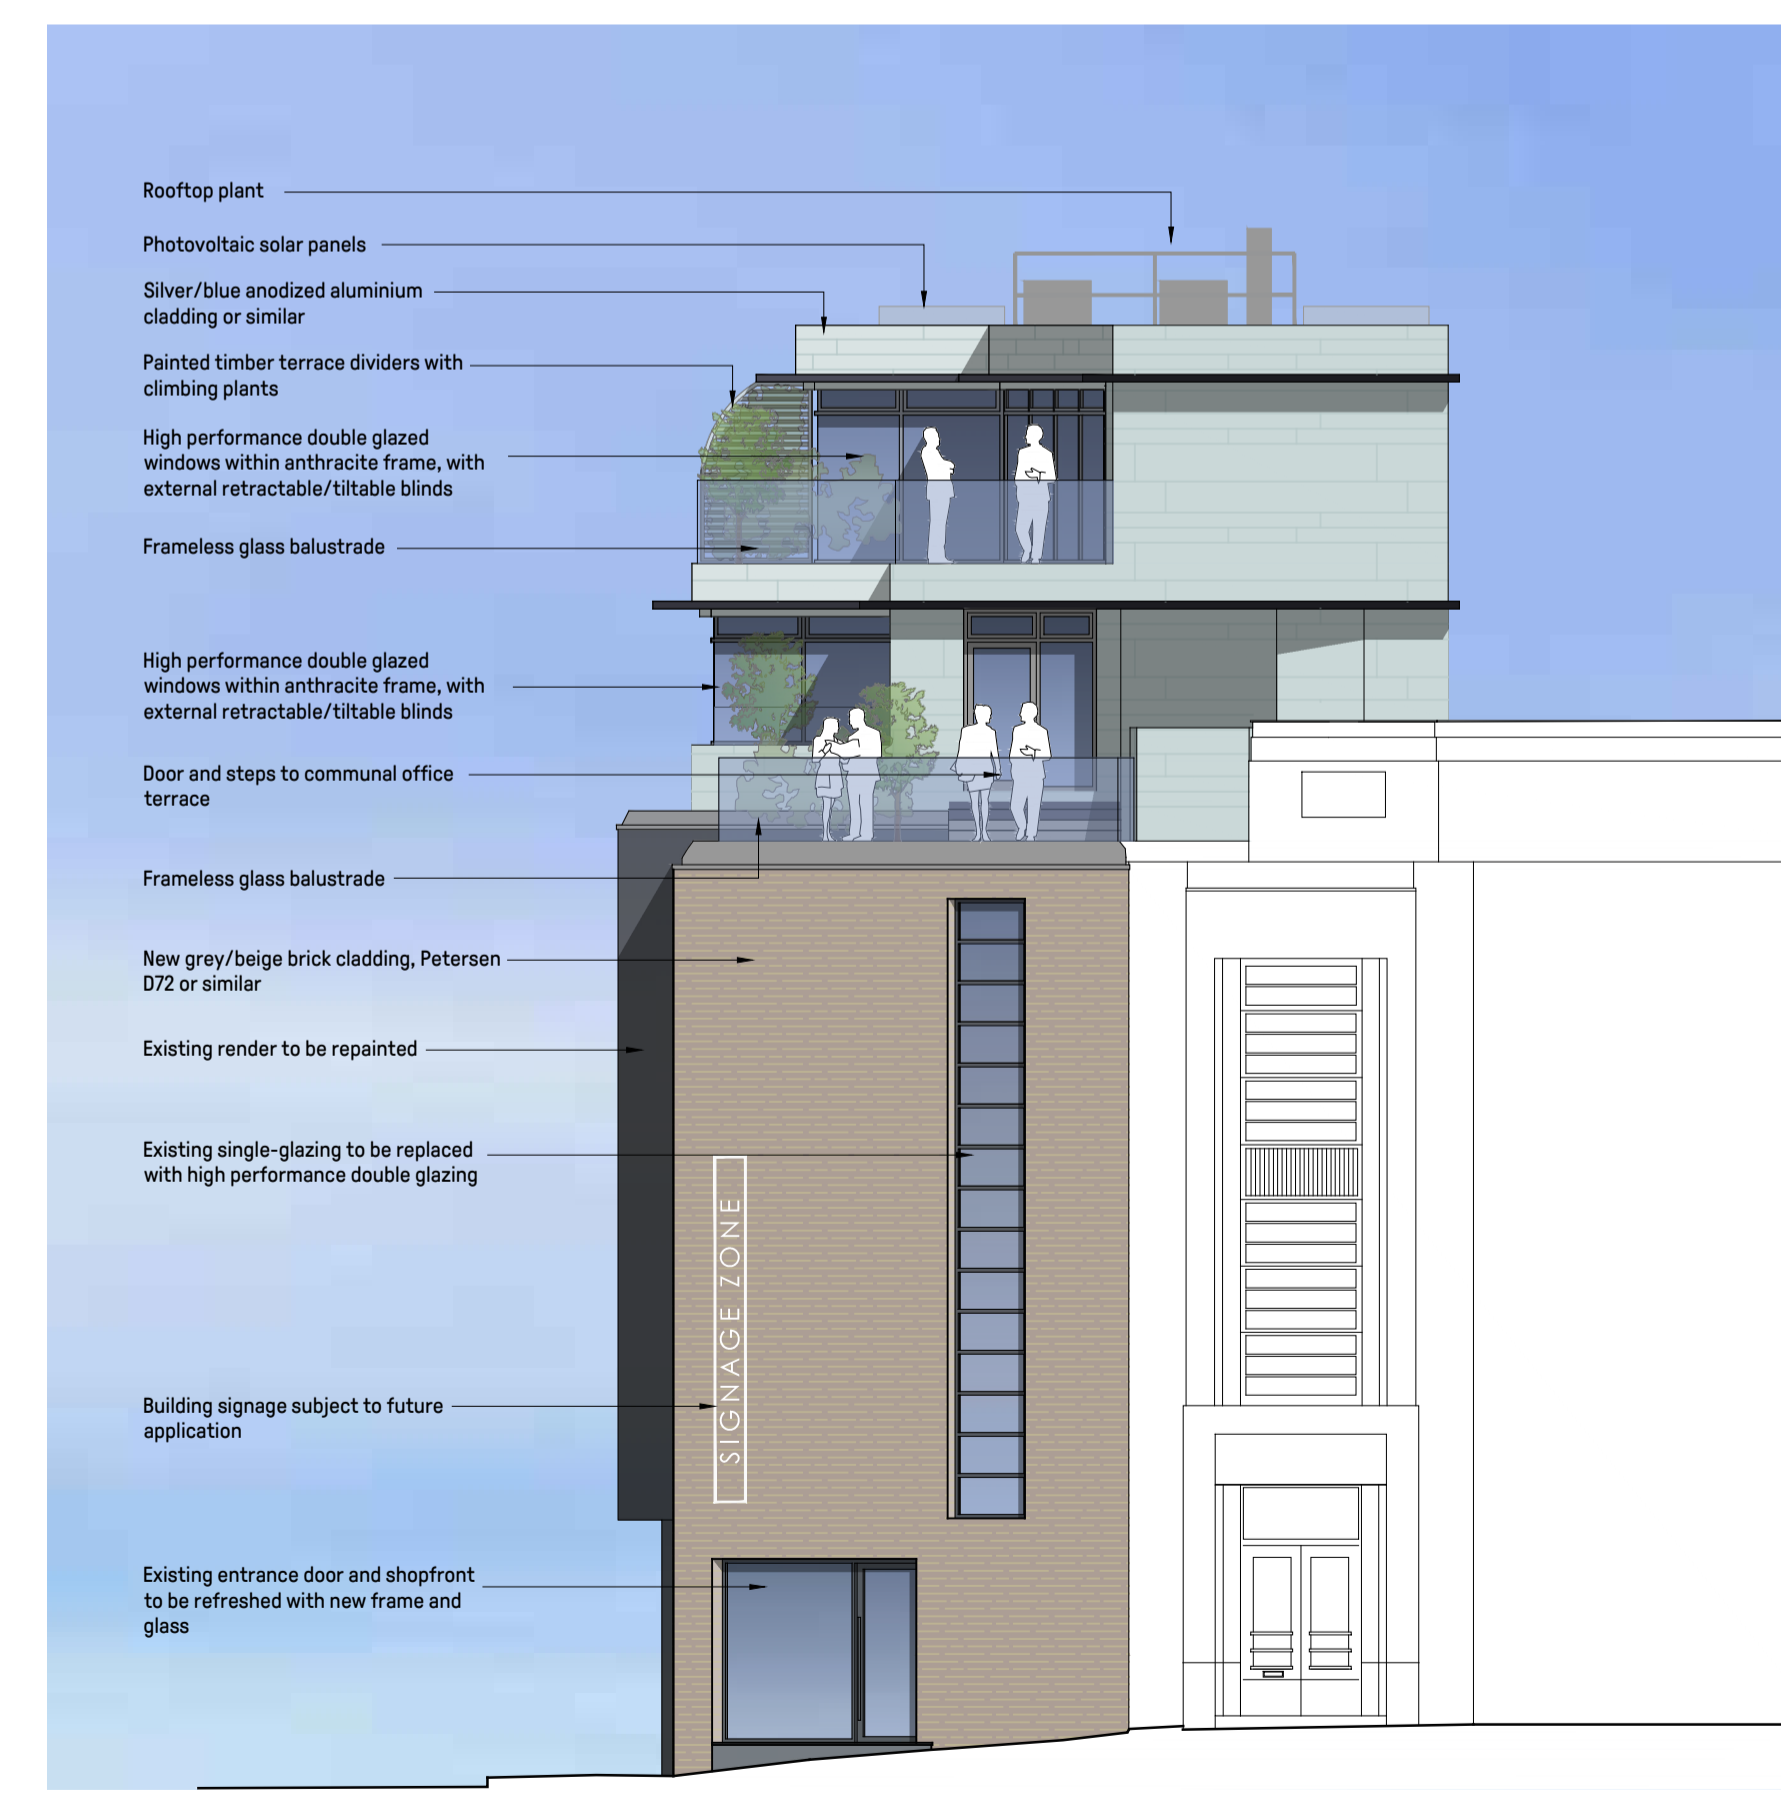 Rooftop plant
Photovoltaic solar panels
Silver/blue anodized aluminium
cladding or similar
Painted timber terrace dividers with
climbing plants
High performance double glazed
windows within anthracite frame, with
external retractable/tiltable blinds
Frameless glass balustrade
High performance double glazed
windows within anthracite frame, with
external retractable/tiltable blinds
Door and steps to communal office
terrace
Frameless glass balustrade
New grey/beige brick cladding, Petersen
D72 or similar
Existing render to be repainted
Existing single-glazing to be replaced
with high performance double glazing
SIGNAGE ZONE
Building signage subject to future
application
Existing entrance door and shopfront
to be refreshed with new frame and
glass